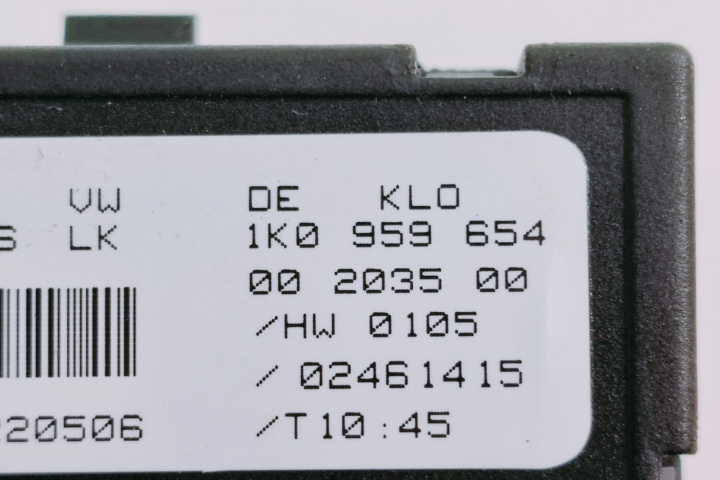 VW DE KLO
LK 1K0 959 654
00 2035 00
/HW 0105
/ 02461415
20506 /T10:45